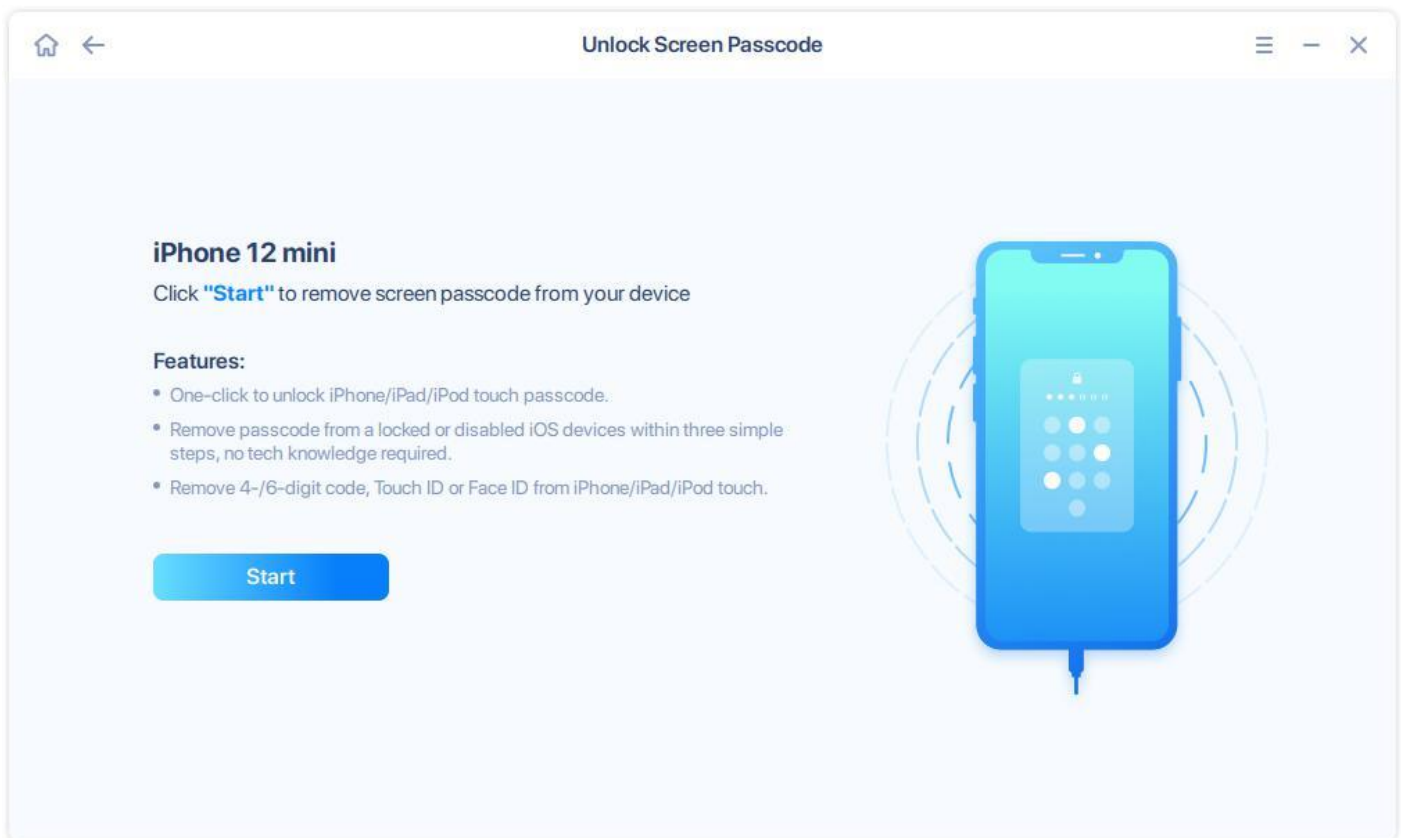 Unlock Screen Passcode
iPhone 12 mini
Click "Start" to remove screen passcode from your device
Features:
• One-click to unlock iPhone/iPad/iPod touch passcode.
• Remove passcode from a locked or disabled iOS devices within three simple
steps, no tech knowledge required.
• Remove 4-/6-digit code, Touch ID or Face ID from iPhone/iPad/iPod touch.
Start